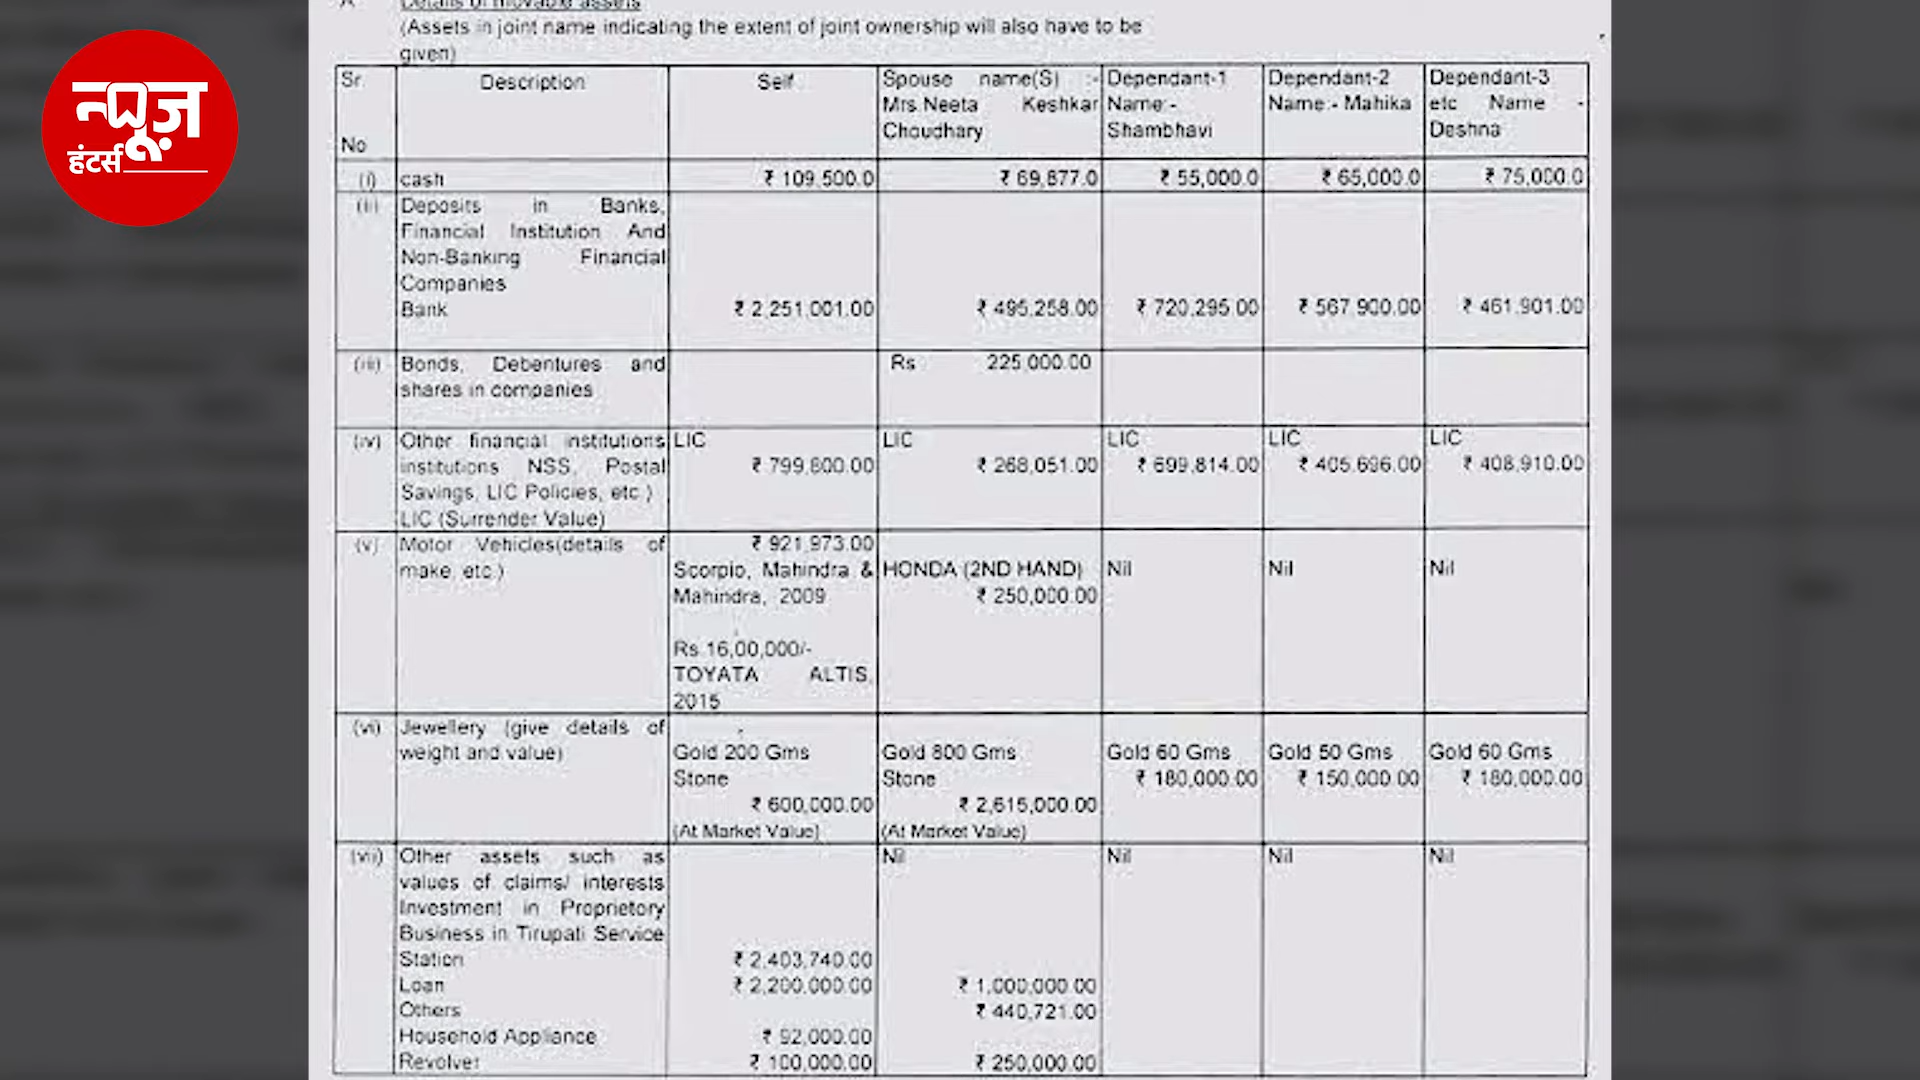 न्यूज़
हंटर्स
A Details of movable assets
(Assets in joint name indicating the extent of joint ownership will also have to be
given)
Sr. No
Description
Self
Spouse name(S) :-
Mrs.Neeta Keshkar
Choudhary
Dependant-1
Name:-
Shambhavi
Dependant-2
Name:- Mahika
Dependant-3
etc Name -
Deshna
(i) cash ₹ 109,500.0 ₹ 69,877.0 ₹ 55,000.0 ₹ 65,000.0 ₹ 75,000.0
(ii) Deposits in Banks,
Financial Institution And
Non-Banking Financial
Companies
Bank ₹ 2,251,001.00 ₹ 495,258.00 ₹ 720,295.00 ₹ 567,900.00 ₹ 461,901.00
(iii) Bonds, Debentures and Rs 225,000.00
shares in companies
(iv) Other financial institutions LIC LIC LIC LIC LIC
institutions NSS, Postal ₹ 799,800.00 ₹ 268,051.00 ₹ 699,814.00 ₹ 405,696.00 ₹ 408,910.00
Savings, LIC Policies, etc.)
LIC (Surrender Value)
(v) Motor Vehicles(details of ₹ 921,973.00
make, etc.) Scorpio, Mahindra & HONDA (2ND HAND) Nil Nil Nil
Mahindra, 2009 ₹ 250,000.00
Rs.16,00,000/-
TOYATA ALTIS,
2015
(vi) Jewellery (give details of
weight and value) Gold 200 Gms Gold 800 Gms Gold 60 Gms Gold 50 Gms Gold 60 Gms
Stone Stone ₹ 180,000.00 ₹ 150,000.00 ₹ 180,000.00
₹ 600,000.00 ₹ 2,615,000.00
(At Market Value) (At Market Value)
(vii) Other assets such as Nil Nil Nil Nil
values of claims/ interests
Investment in Proprietory
Business in Tirupati Service
Station ₹ 2,403,740.00
Loan ₹ 2,200,000.00 ₹ 1,000,000.00
Others ₹ 440,721.00
Household Appliance ₹ 92,000.00
Revolver ₹ 100,000.00 ₹ 250,000.00